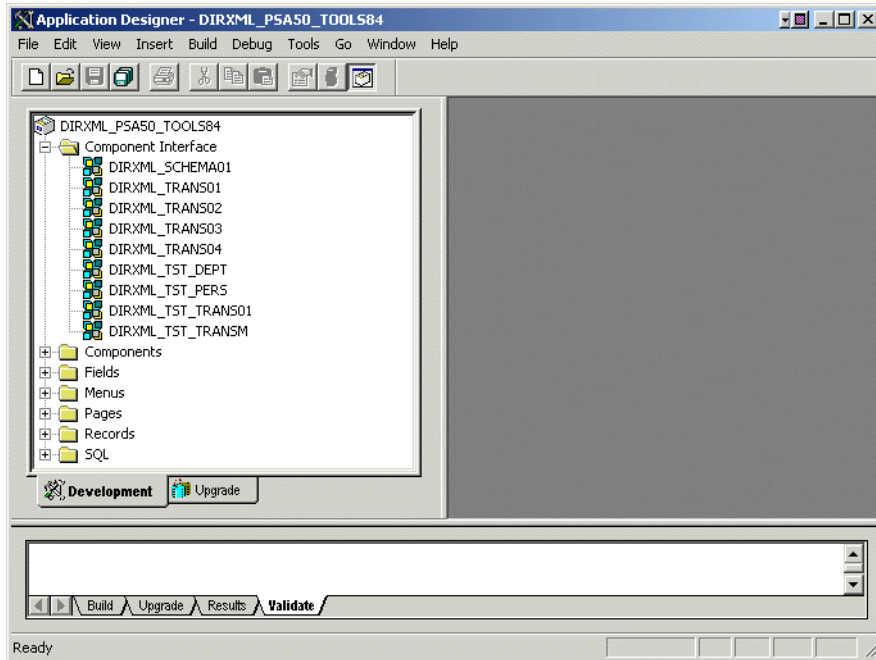 Application Designer - DIRXML_PSA50_TOOLS84
File Edit View Insert Build Debug Tools Go Window Help
DIRXML_PSA50_TOOLS84
Component Interface
DIRXML_SCHEMA01
DIRXML_TRANS01
DIRXML_TRANS02
DIRXML_TRANS03
DIRXML_TRANS04
DIRXML_TST_DEPT
DIRXML_TST_PERS
DIRXML_TST_TRANS01
DIRXML_TST_TRANSM
Components
Fields
Menus
Pages
Records
SQL
Development Upgrade
Build Upgrade Results Validate
Ready